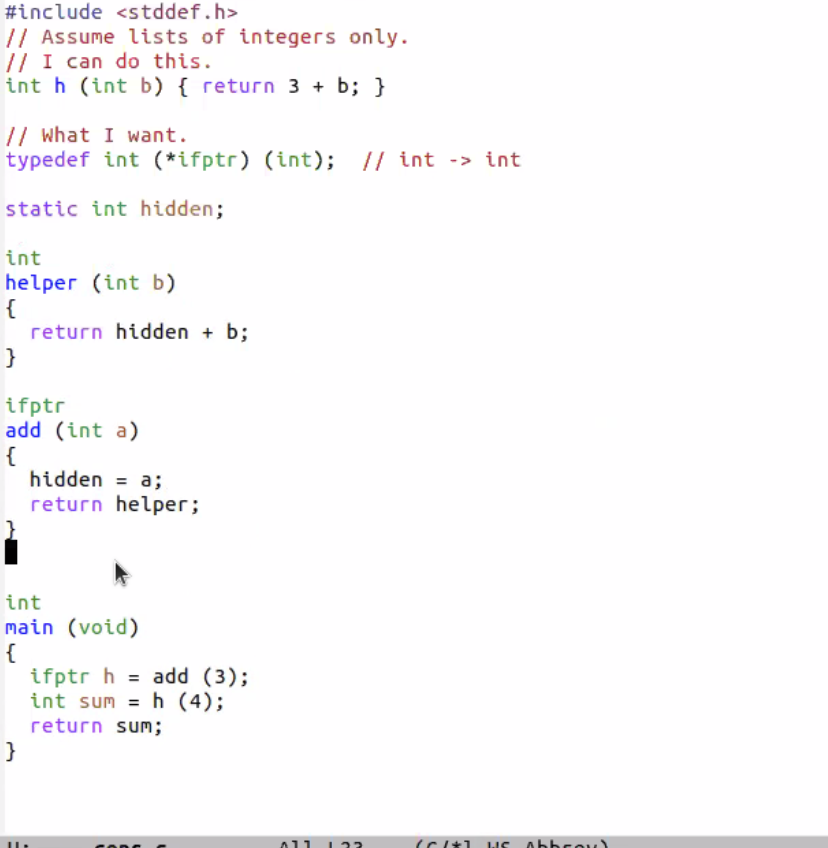 #include <stddef.h>
// Assume lists of integers only.
// I can do this.
int h (int b) { return 3 + b; }
// What I want.
typedef int (*ifptr) (int);  // int -> int
static int hidden;
int
helper (int b)
{
  return hidden + b;
}
ifptr
add (int a)
{
  hidden = a;
  return helper;
}
int
main (void)
{
  ifptr h = add (3);
  int sum = h (4);
  return sum;
}
All L23 (C/*l WS Abbrev)